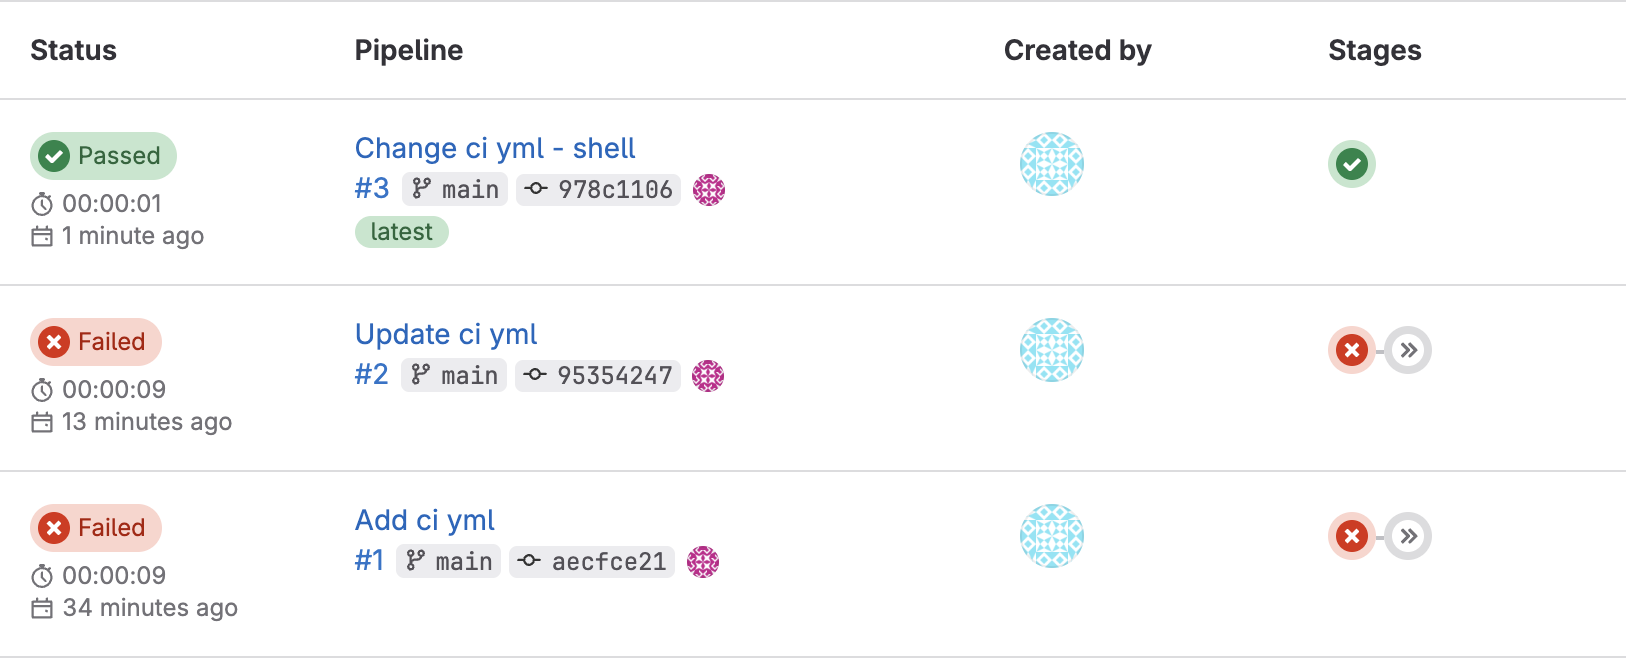 Status Pipeline Created by Stages
Passed Change ci yml - shell
00:00:01 #3 main 978c1106
1 minute ago latest
Failed Update ci yml
00:00:09 #2 main 95354247
13 minutes ago
Failed Add ci yml
00:00:09 #1 main aecfce21
34 minutes ago